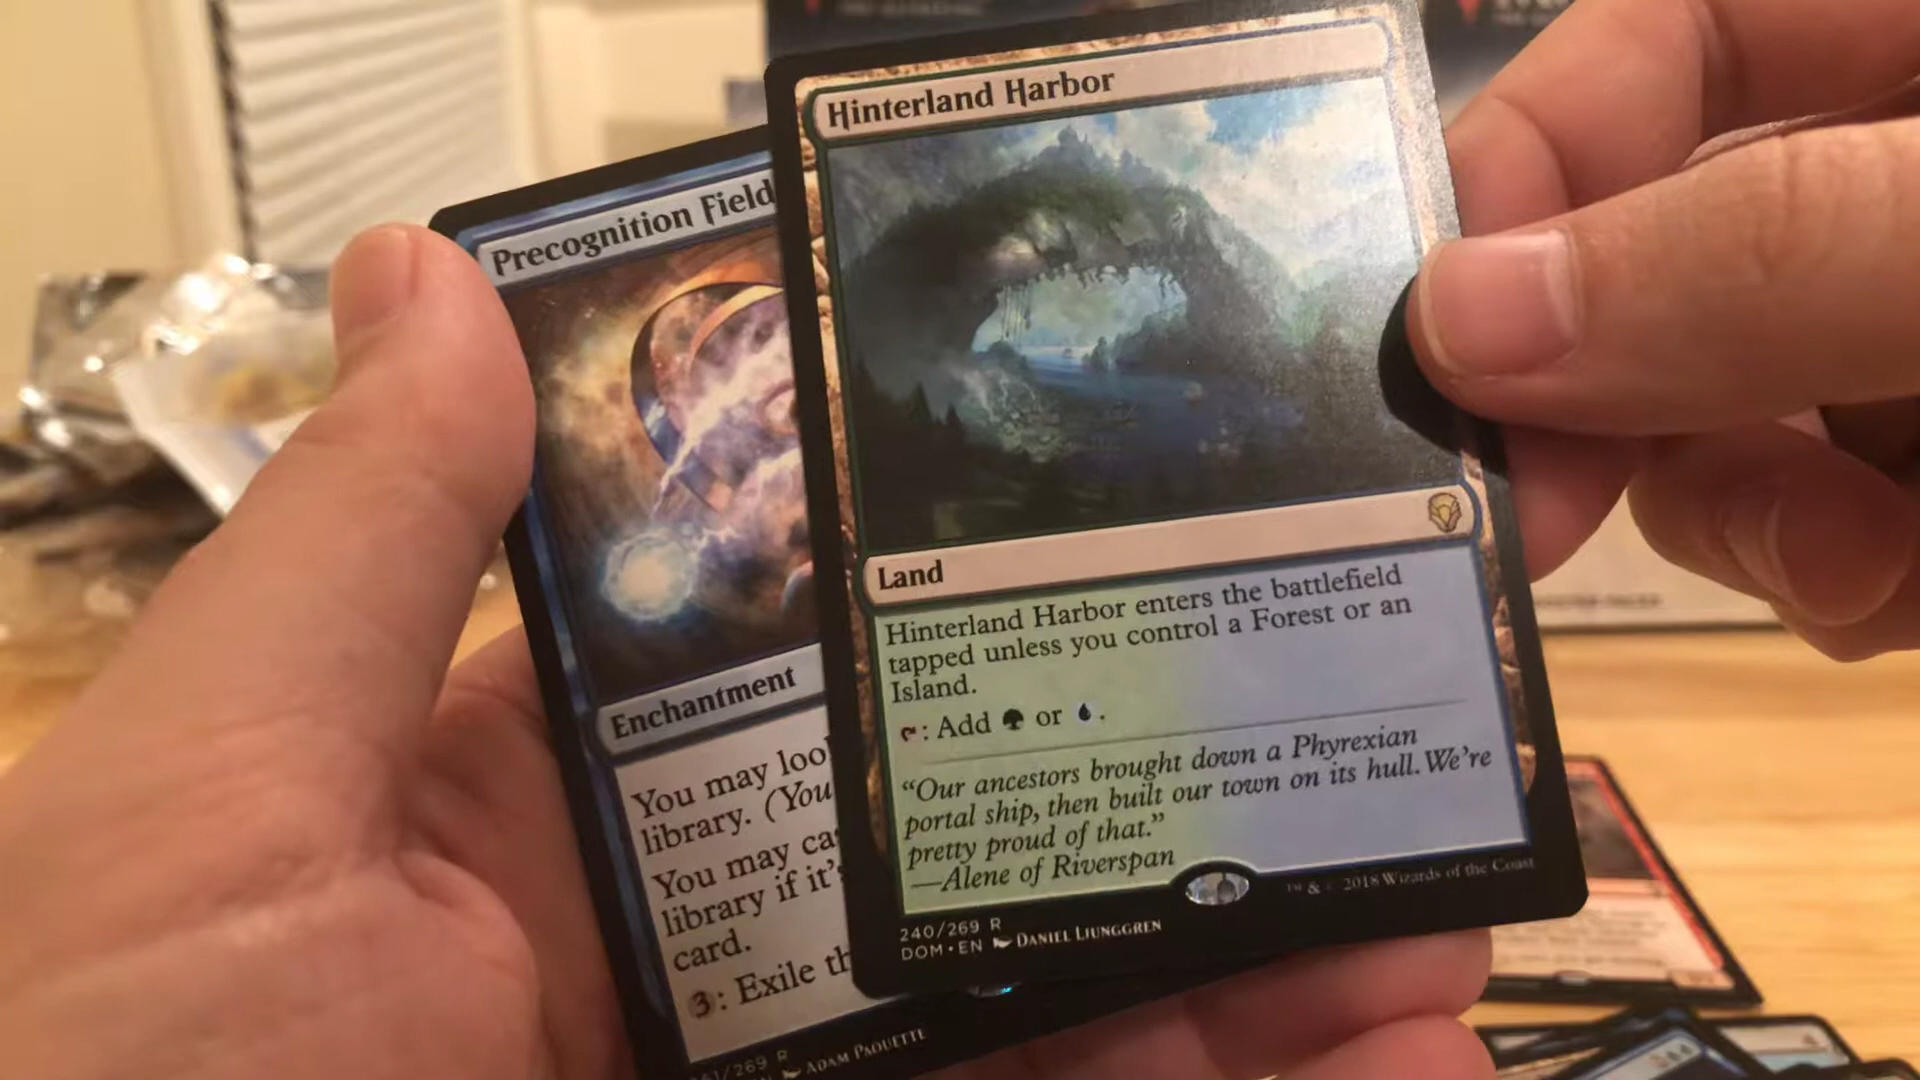 Hinterland Harbor
Land
Hinterland Harbor enters the battlefield
tapped unless you control a Forest or an
Island.
: Add or .
“Our ancestors brought down a Phyrexian
portal ship, then built our town on its hull. We’re
pretty proud of that.”
—Alene of Riverspan
™ & © 2018 Wizards of the Coast
240/269 R
DOM • EN DANIEL LJUNGGREN
Precognition Field
Enchantment
You may
library. (You
You may
library if it’s
card.
3: Exile
/269 R
ADAM PAQUETTE